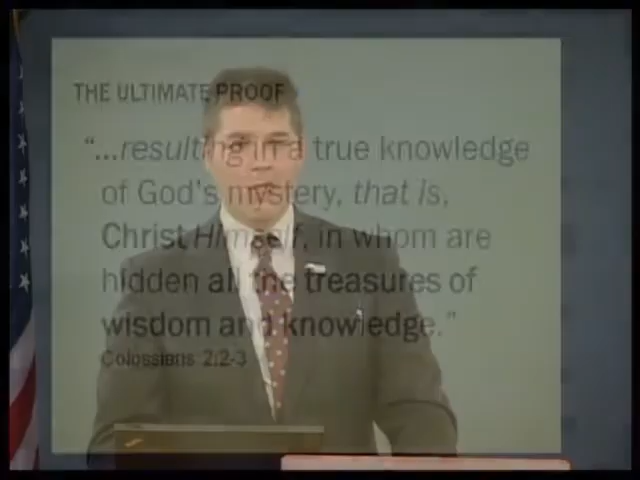 THE ULTIMATE PROOF
“...resulting in a true knowledge
of God's mystery, that is,
Christ Himself, in whom are
hidden all the treasures of
wisdom and knowledge.”
Colossians 2:2-3